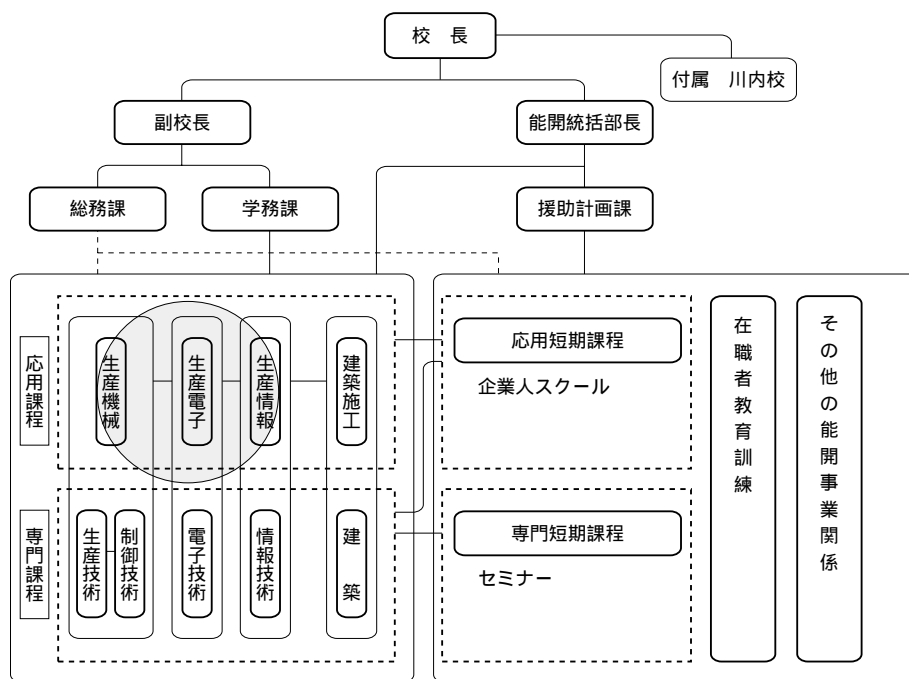 校 長
付属 川内校
副校長
能開統括部長
総務課
学務課
援助計画課
応用課程
生産機械
生産電子
生産情報
建築施工
応用短期課程
企業人スクール
在職者教育訓練
その他の能開事業関係
専門課程
生産技術
制御技術
電子技術
情報技術
建 築
専門短期課程
セミナー